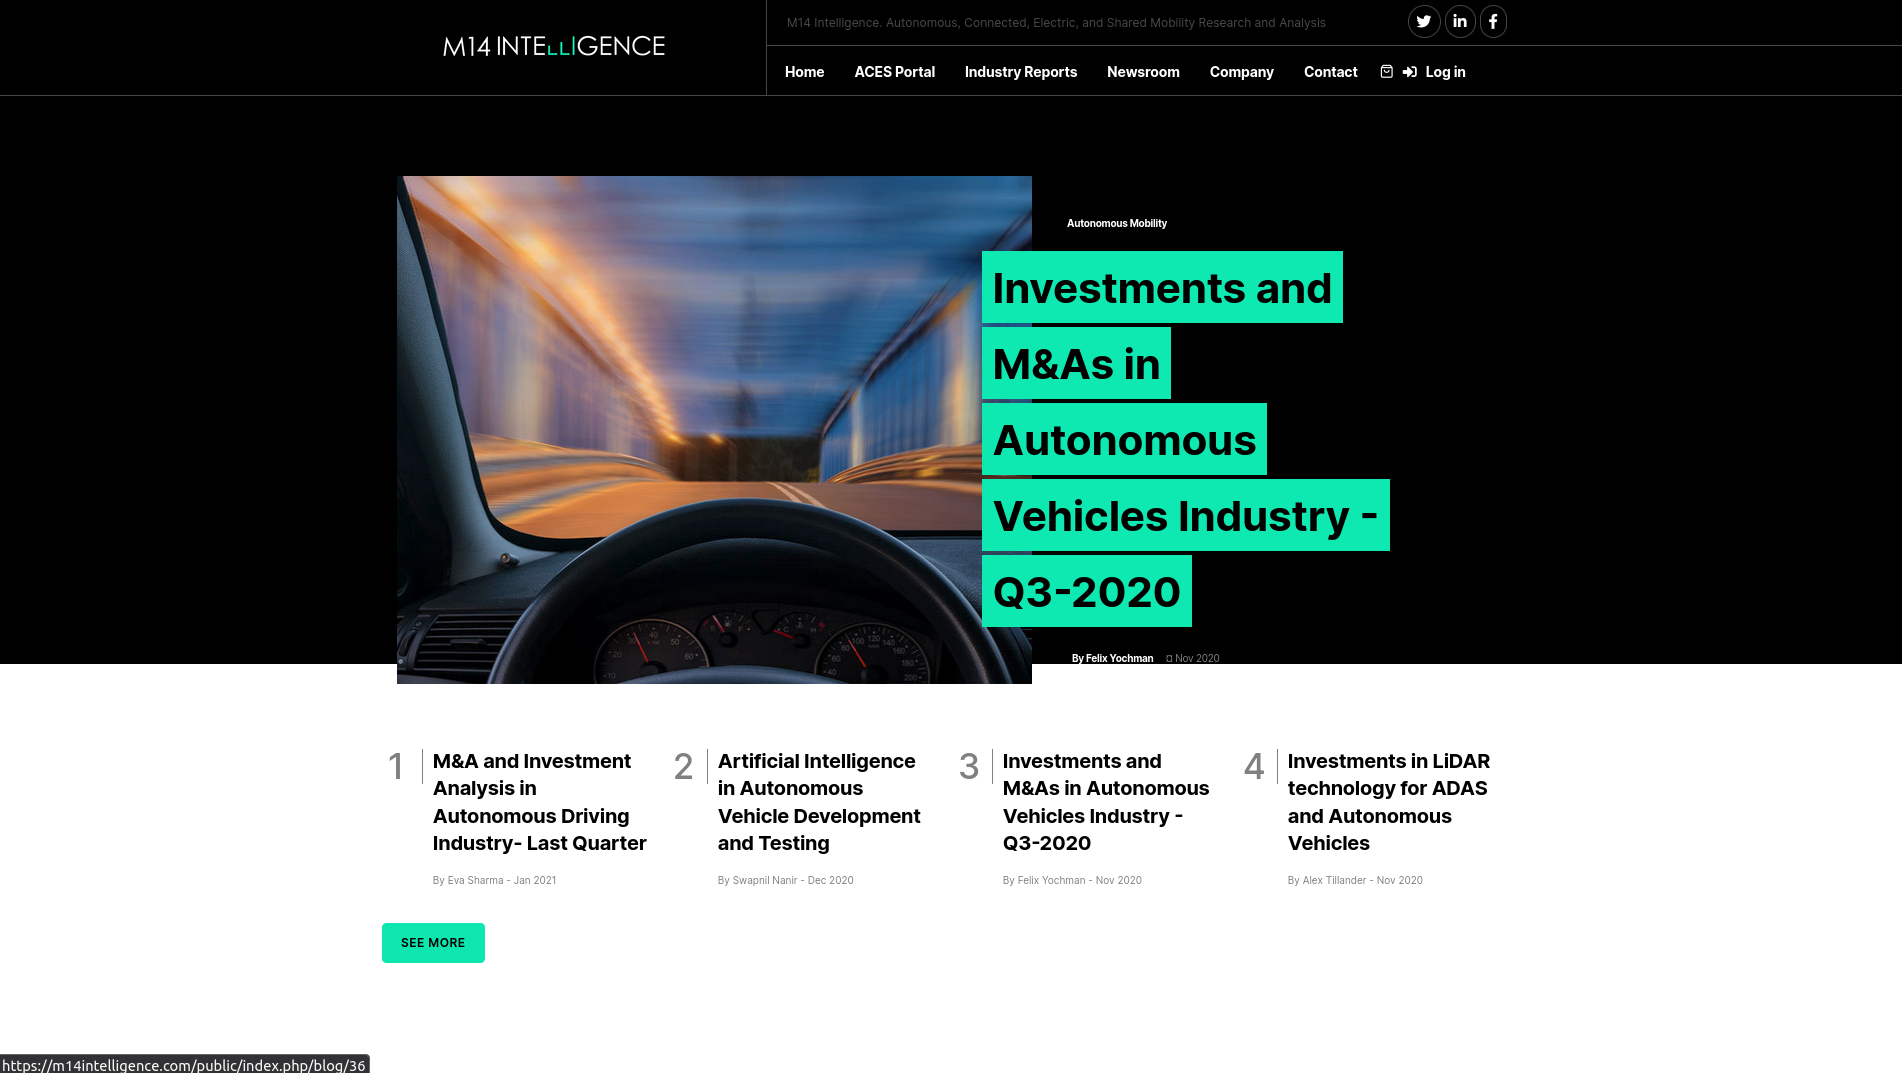 M14 INTELLIGENCE
M14 Intelligence. Autonomous, Connected, Electric, and Shared Mobility Research and Analysis
Home
ACES Portal
Industry Reports
Newsroom
Company
Contact
Log in
Autonomous Mobility
Investments and
M&As in
Autonomous
Vehicles Industry -
Q3-2020
By Felix Yochman
Nov 2020
1
M&A and Investment
Analysis in
Autonomous Driving
Industry- Last Quarter
By Eva Sharma - Jan 2021
2
Artificial Intelligence
in Autonomous
Vehicle Development
and Testing
By Swapnil Nanir - Dec 2020
3
Investments and
M&As in Autonomous
Vehicles Industry -
Q3-2020
By Felix Yochman - Nov 2020
4
Investments in LiDAR
technology for ADAS
and Autonomous
Vehicles
By Alex Tillander - Nov 2020
SEE MORE
https://m14intelligence.com/public/index.php/blog/36